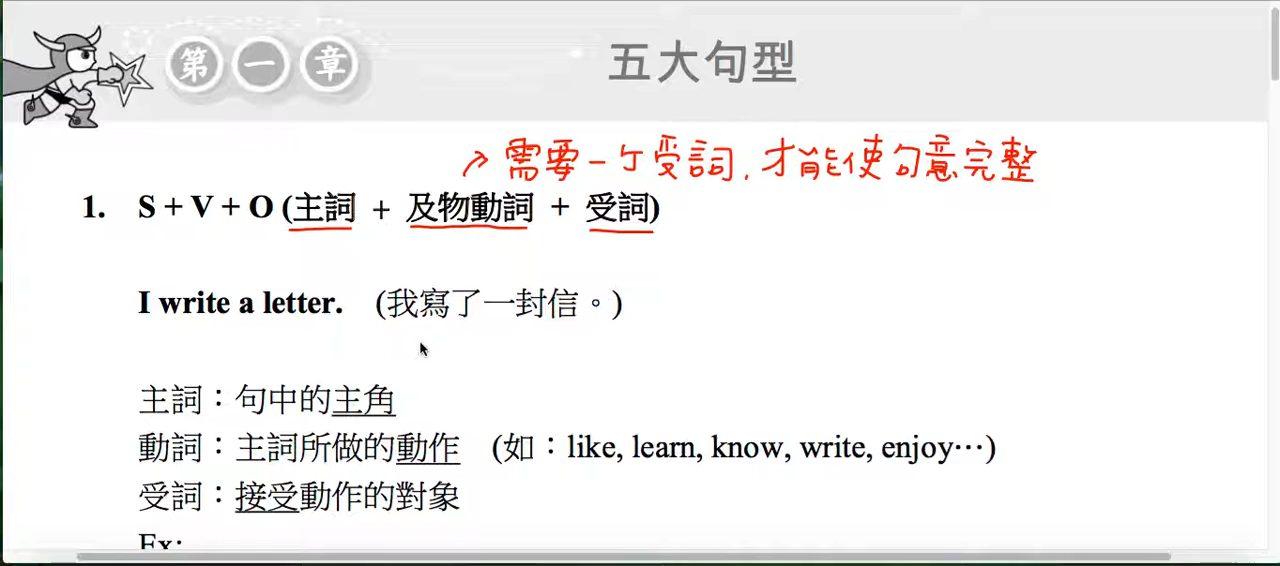 第一章
五大句型
需要一个受詞,才能使句意完整
1. S + V + O (主詞 + 及物動詞 + 受詞)
I write a letter. (我寫了一封信。)
主詞：句中的主角
動詞：主詞所做的動作 (如：like, learn, know, write, enjoy⋯)
受詞：接受動作的對象
Ex: